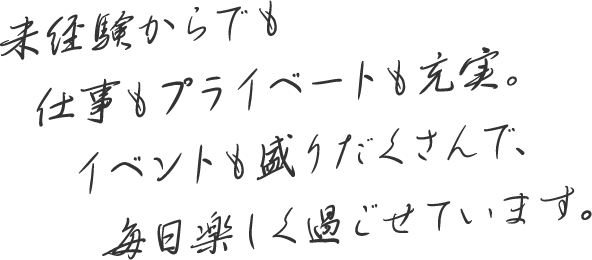 未経験からでも
仕事もプライベートも充実。
イベントも盛りだくさんで、
毎日楽しく過ごせています。